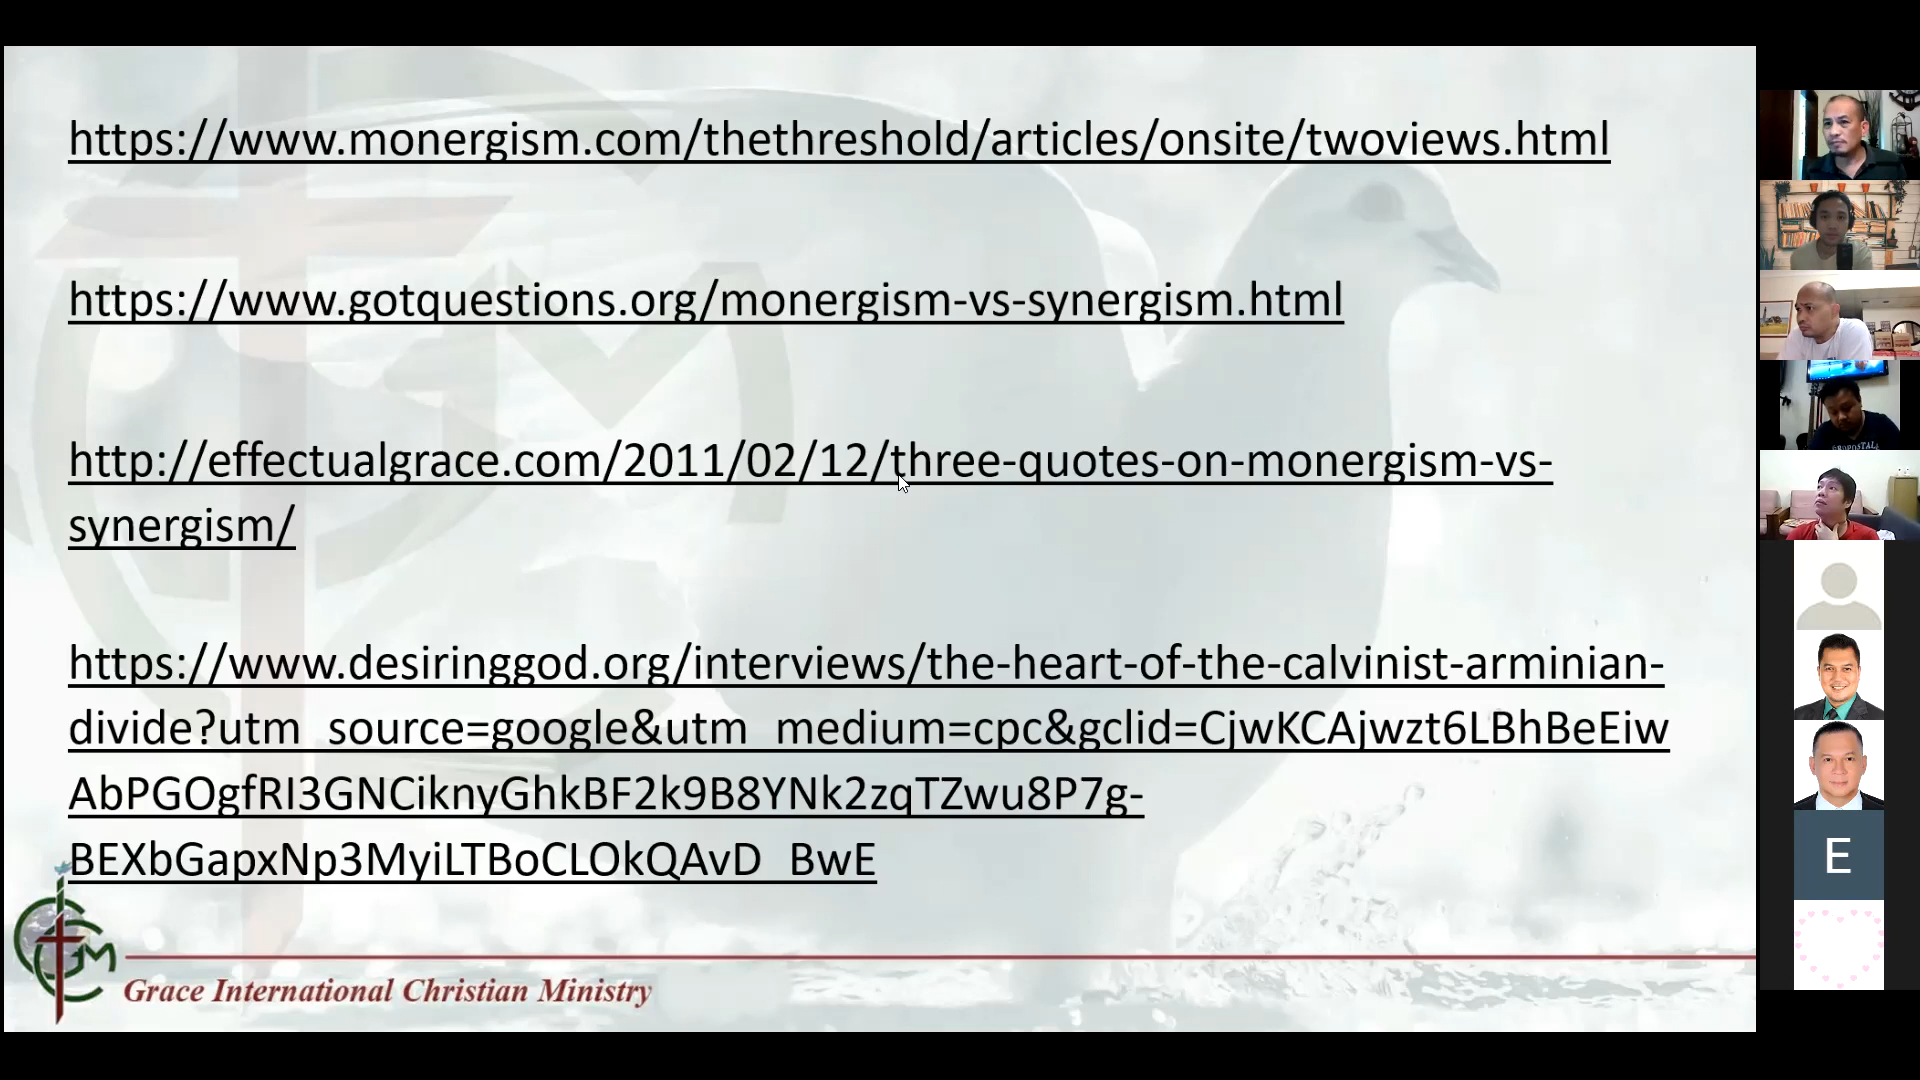 https://www.monergism.com/thethreshold/articles/onsite/twoviews.html
https://www.gotquestions.org/monergism-vs-synergism.html
http://effectualgrace.com/2011/02/12/three-quotes-on-monergism-vs-
synergism/
https://www.desiringgod.org/interviews/the-heart-of-the-calvinist-arminian-
divide?utm_source=google&utm_medium=cpc&gclid=CjwKCAjwzt6LBhBeEiw
AbPGOgfRI3GNCiknyGhkBF2k9B8YNk2zqTZwu8P7g-
BEXbGapxNp3MyiLTBoCLOkQAvD_BwE
Grace International Christian Ministry
E